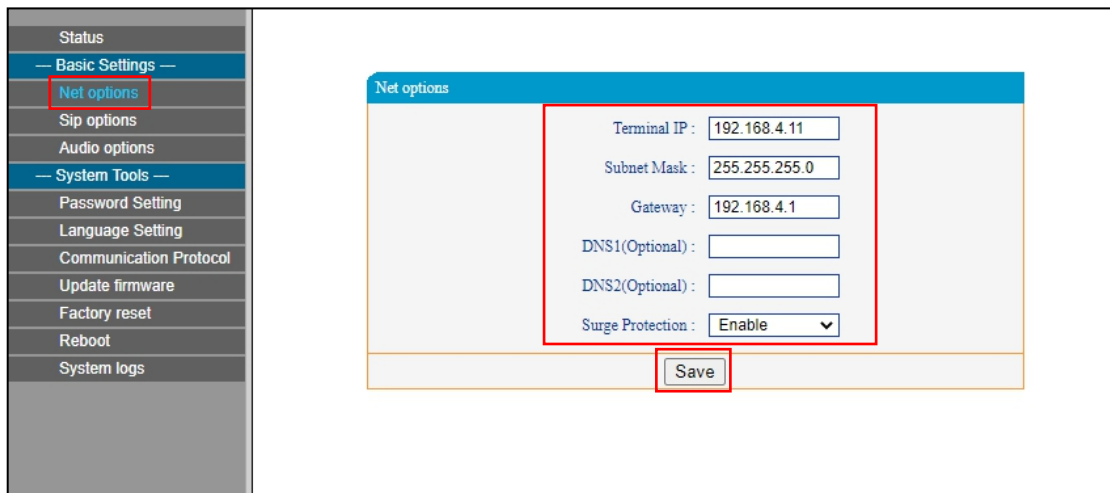 Status
--- Basic Settings ---
Net options
Sip options
Audio options
--- System Tools ---
Password Setting
Language Setting
Communication Protocol
Update firmware
Factory reset
Reboot
System logs
Net options
Terminal IP : 192.168.4.11
Subnet Mask : 255.255.255.0
Gateway : 192.168.4.1
DNS1(Optional) :
DNS2(Optional) :
Surge Protection : Enable
Save